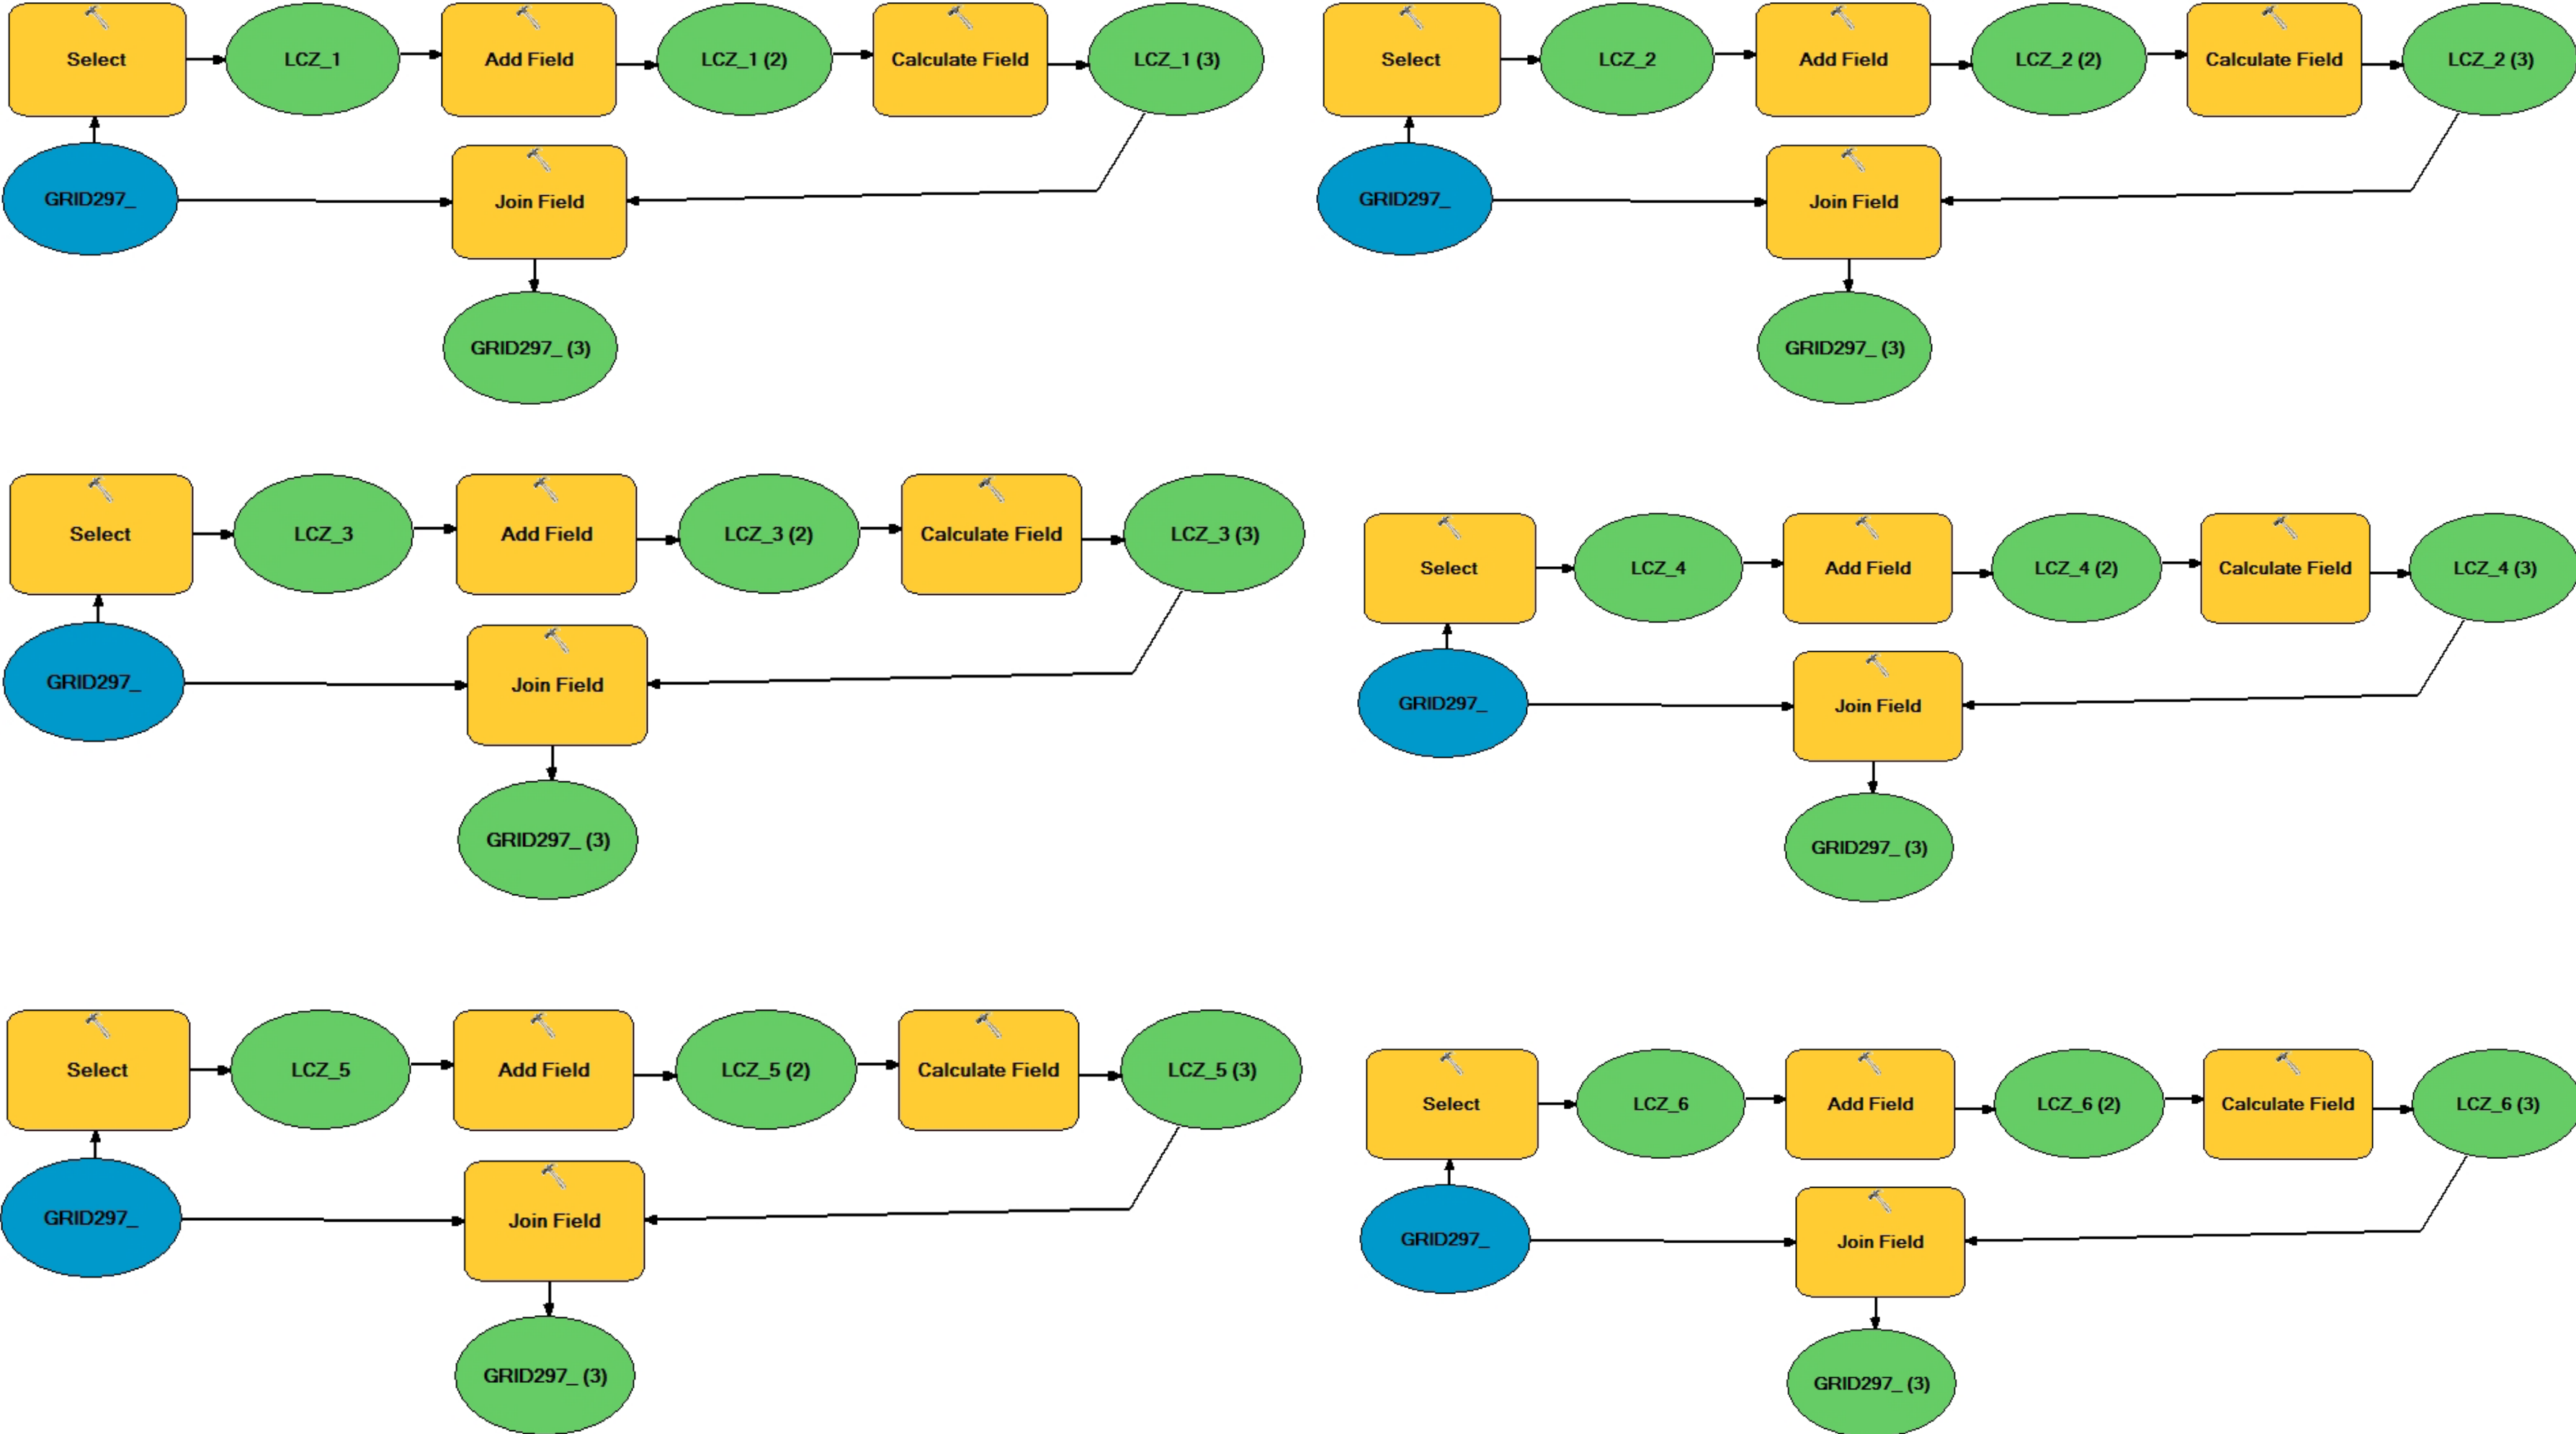 Select
LCZ_1
Add Field
LCZ_1 (2)
Calculate Field
LCZ_1 (3)
GRID297_
Join Field
GRID297_ (3)
Select
LCZ_2
Add Field
LCZ_2 (2)
Calculate Field
LCZ_2 (3)
GRID297_
Join Field
GRID297_ (3)
Select
LCZ_3
Add Field
LCZ_3 (2)
Calculate Field
LCZ_3 (3)
GRID297_
Join Field
GRID297_ (3)
Select
LCZ_4
Add Field
LCZ_4 (2)
Calculate Field
LCZ_4 (3)
GRID297_
Join Field
GRID297_ (3)
Select
LCZ_5
Add Field
LCZ_5 (2)
Calculate Field
LCZ_5 (3)
GRID297_
Join Field
GRID297_ (3)
Select
LCZ_6
Add Field
LCZ_6 (2)
Calculate Field
LCZ_6 (3)
GRID297_
Join Field
GRID297_ (3)